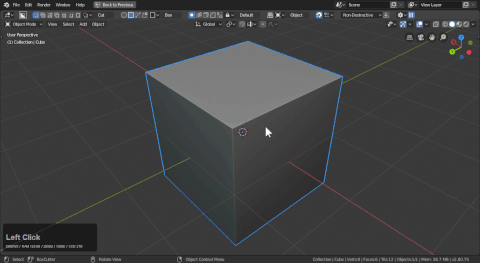 File Edit Render Window Help Back to Previous Scene View Layer
Cut Box Default Object Non-Destructive
Object Mode View Select Add Object Global
User Perspective
(1) Collection | Cube
Left Click
Select BoxCutter Rotate View Object Context Menu Collection | Cube | Verts:8 | Faces:6 | Tris:12 | Objects:1/1 | Mem: 28.7 MB | v2.80.75